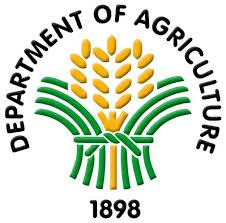 DEPARTMENT OF AGRICULTURE
1898